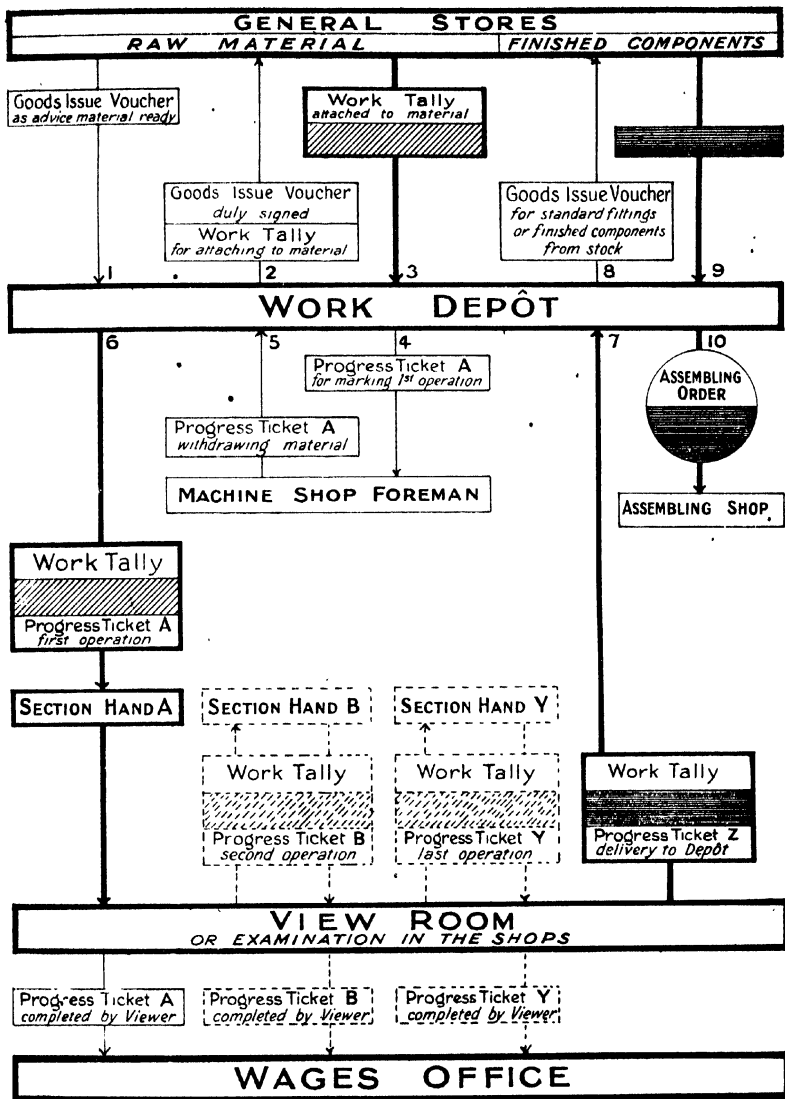 GENERAL STORES
RAW MATERIAL
FINISHED COMPONENTS
Goods Issue Voucher
as advice material ready
Work Tally
attached to material
Goods Issue Voucher
duly signed
Work Tally
for attaching to material
Goods Issue Voucher
for standard fittings
or finished components
from stock
1
2
3
8
9
WORK DEPÔT
6
5
4
7
10
Progress Ticket A
for marking 1st operation
Progress Ticket A
withdrawing material
MACHINE SHOP FOREMAN
ASSEMBLING
ORDER
ASSEMBLING SHOP
Work Tally
Progress Ticket A
first operation
SECTION HAND A
SECTION HAND B
SECTION HAND Y
Work Tally
Progress Ticket B
second operation
Work Tally
Progress Ticket Y
last operation
Work Tally
Progress Ticket Z
delivery to Depôt
VIEW ROOM
OR EXAMINATION IN THE SHOPS
Progress Ticket A
completed by Viewer
Progress Ticket B
completed by Viewer
Progress Ticket Y
completed by Viewer
WAGES OFFICE